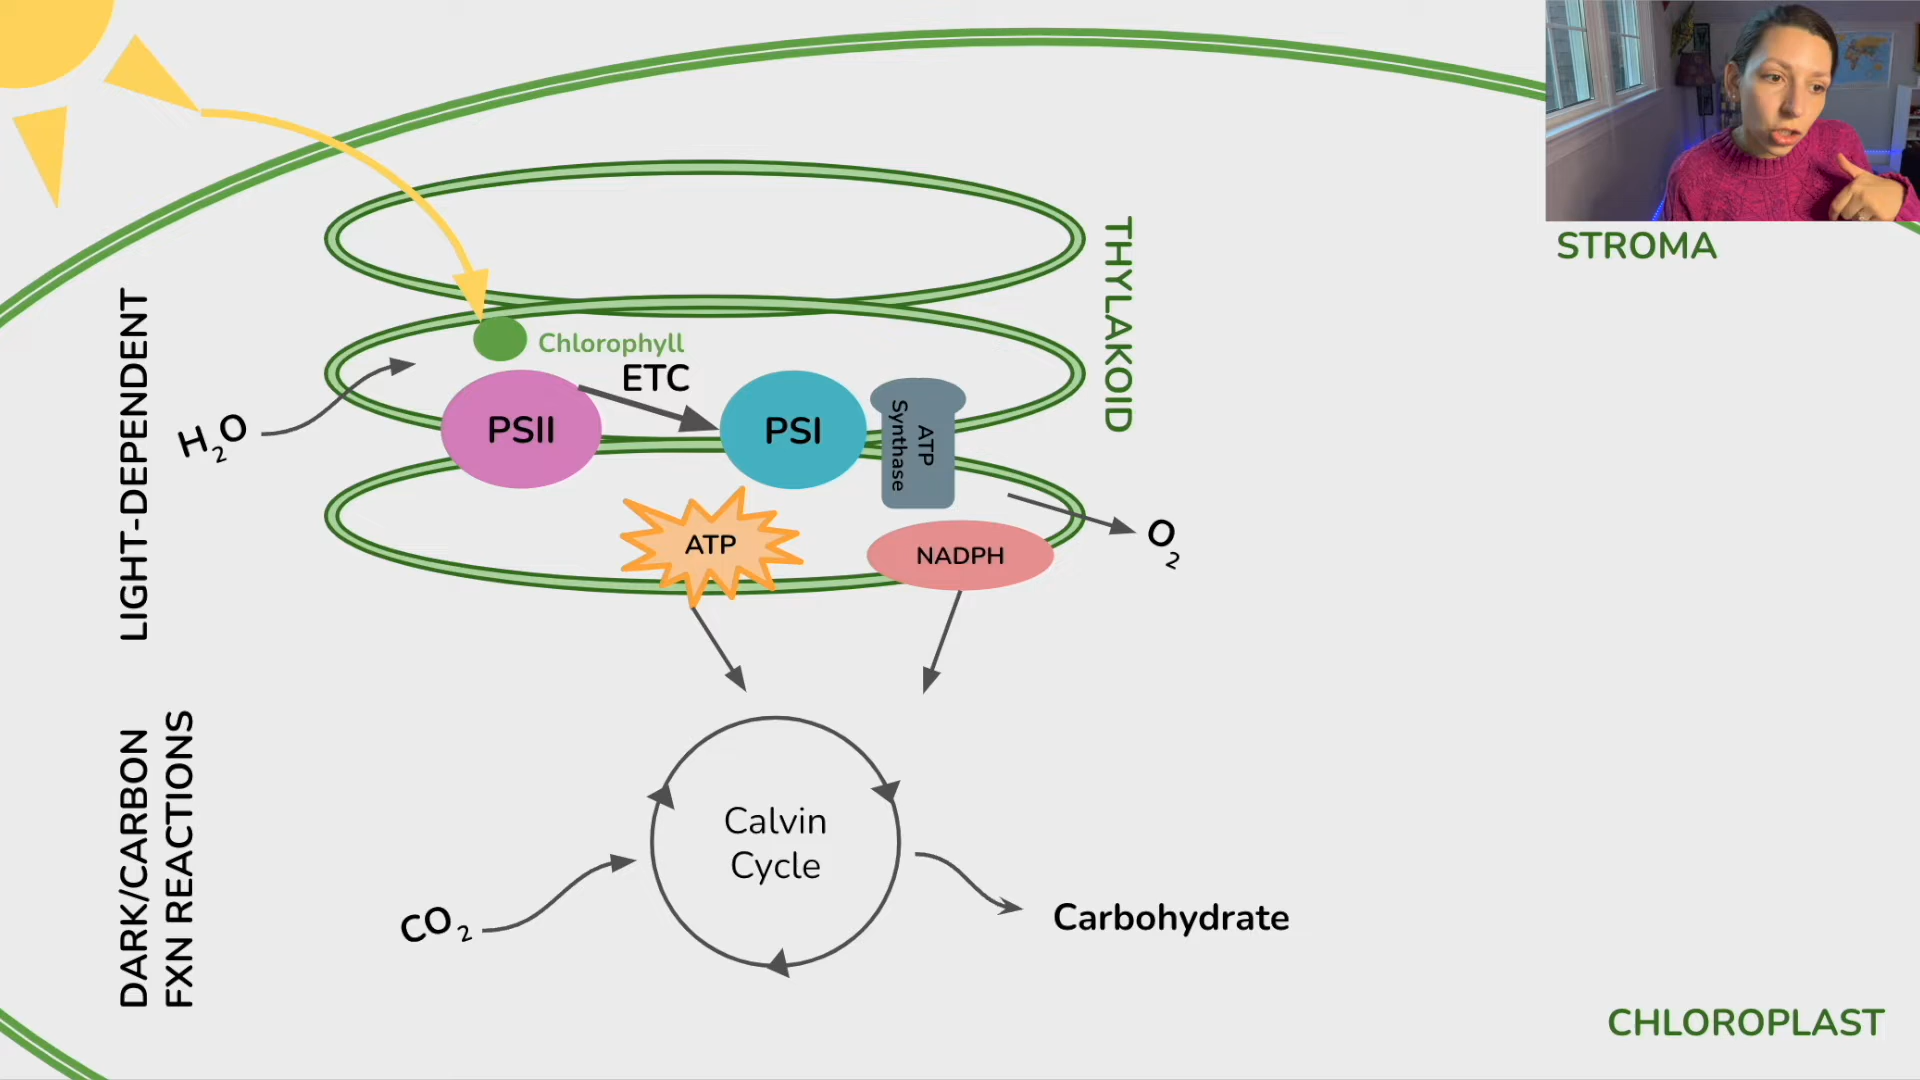 STROMA
THYLAKOID
LIGHT-DEPENDENT
Chlorophyll
ETC
H2O
PSII
PSI
ATP
Synthase
ATP
NADPH
O2
DARK/CARBON
FXN REACTIONS
Calvin
Cycle
CO2
Carbohydrate
CHLOROPLAST